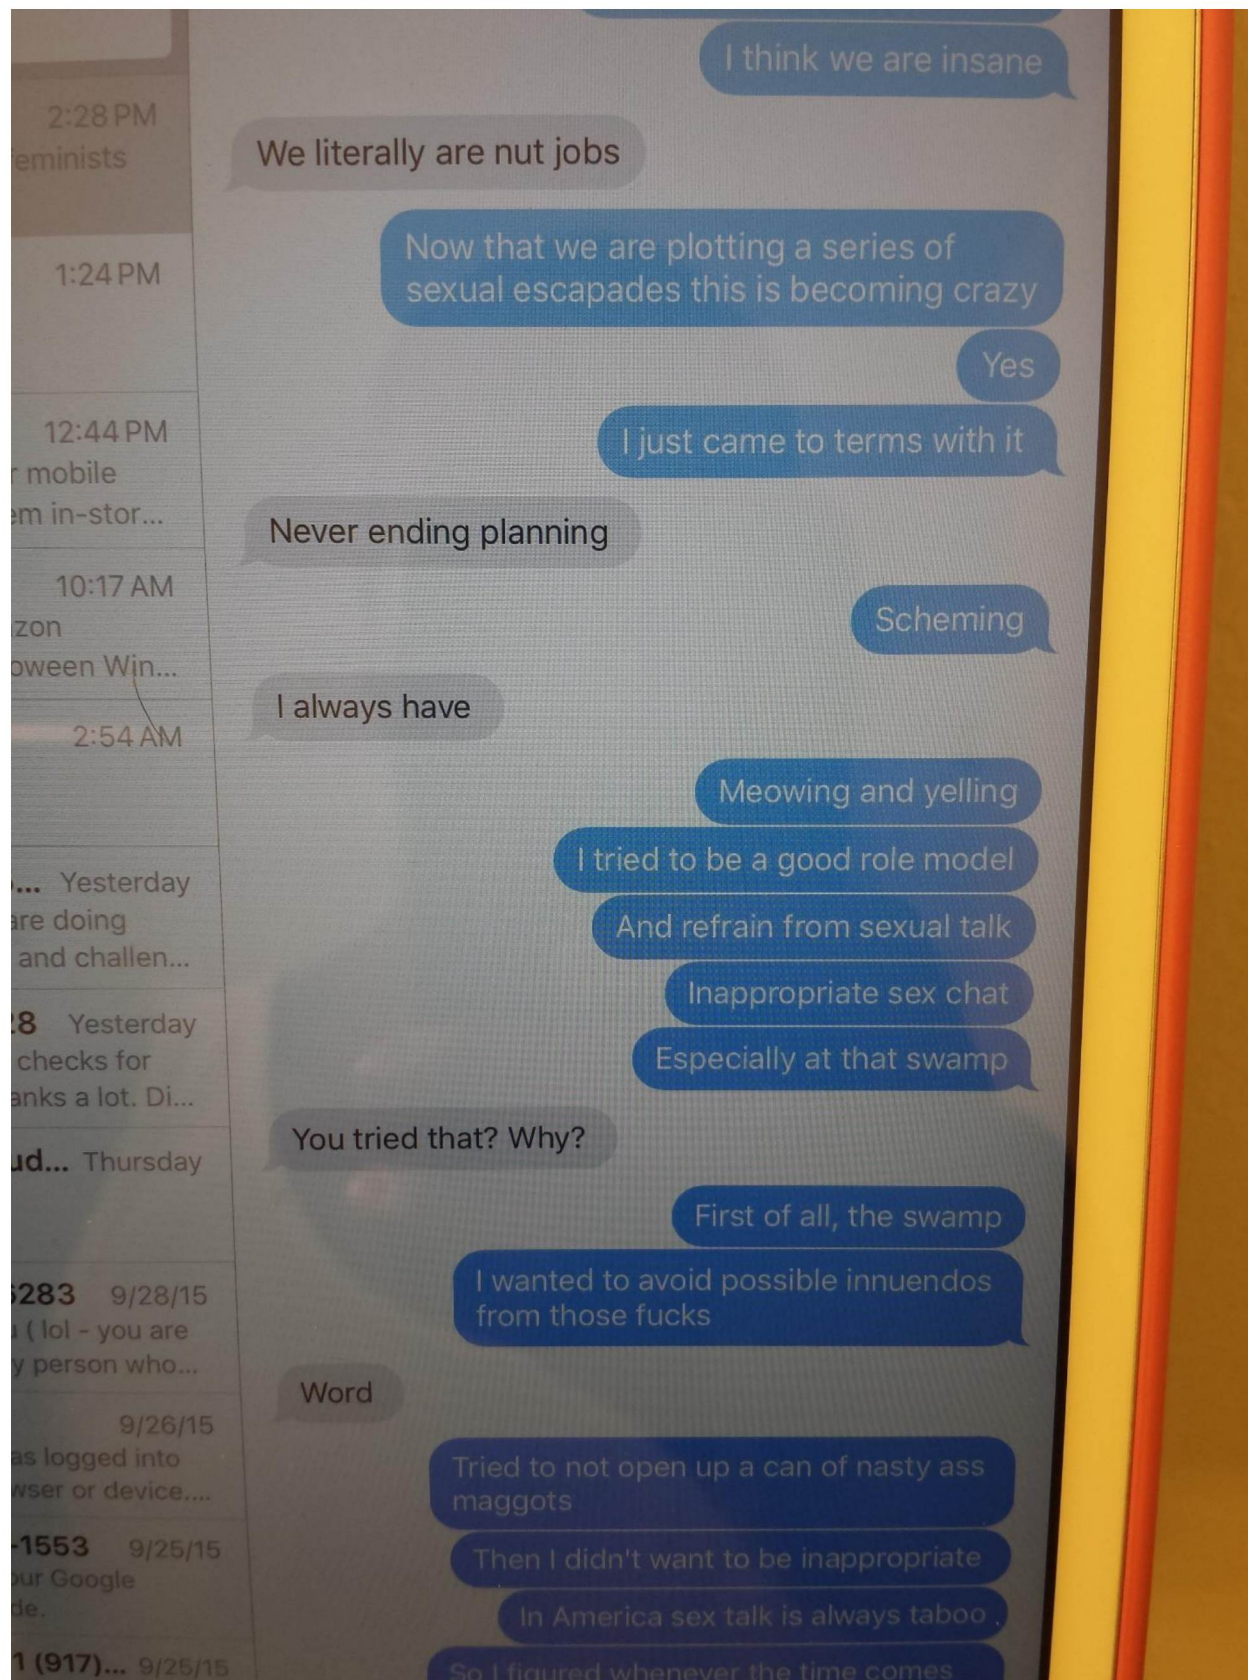 I think we are insane
2:28 PM
eminists
We literally are nut jobs
Now that we are plotting a series of
sexual escapades this is becoming crazy
1:24 PM
Yes
I just came to terms with it
12:44 PM
r mobile
em in-stor...
Never ending planning
10:17 AM
zon
oween Win...
Scheming
I always have
2:54 AM
Meowing and yelling
I tried to be a good role model
... Yesterday
are doing
and challen...
And refrain from sexual talk
Inappropriate sex chat
28 Yesterday
checks for
anks a lot. Di...
Especially at that swamp
You tried that? Why?
ud... Thursday
First of all, the swamp
I wanted to avoid possible innuendos
from those fucks
6283 9/28/15
( lol - you are
y person who...
Word
9/26/15
as logged into
wser or device....
Tried to not open up a can of nasty ass
maggots
-1553 9/25/15
our Google
de.
Then I didn't want to be inappropriate
In America sex talk is always taboo .
1 (917)... 9/25/15
So I figured whenever the time comes